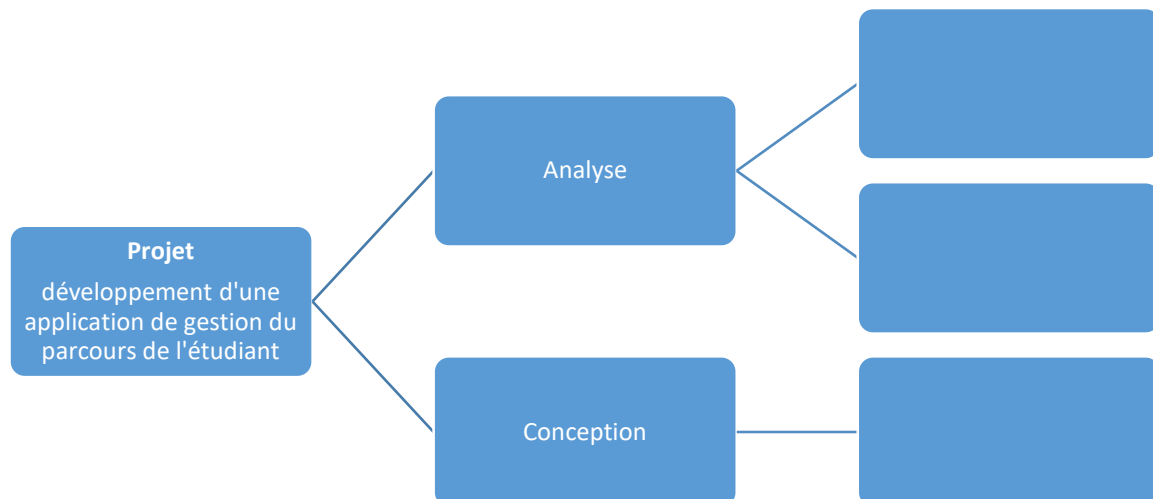 Projet
développement d'une
application de gestion du
parcours de l'étudiant
Analyse
Conception